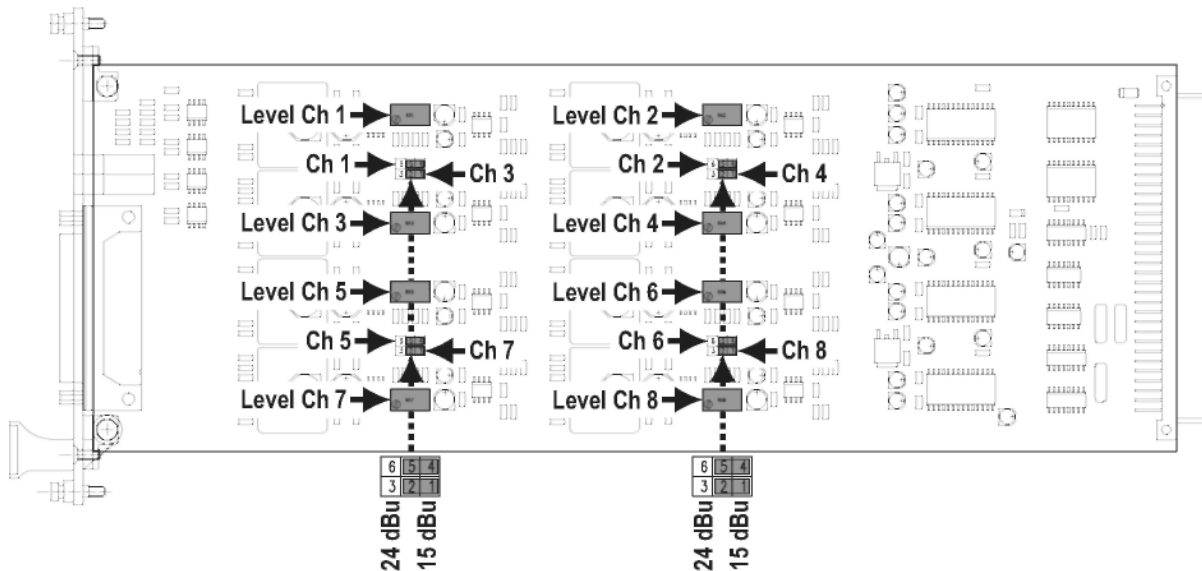 Level Ch 1
Level Ch 2
Ch 1
Ch 3
Ch 2
Ch 4
Level Ch 3
Level Ch 4
Level Ch 5
Level Ch 6
Ch 5
Ch 7
Ch 6
Ch 8
Level Ch 7
Level Ch 8
6 5 4
3 2 1
6 5 4
3 2 1
24 dBu
15 dBu
24 dBu
15 dBu